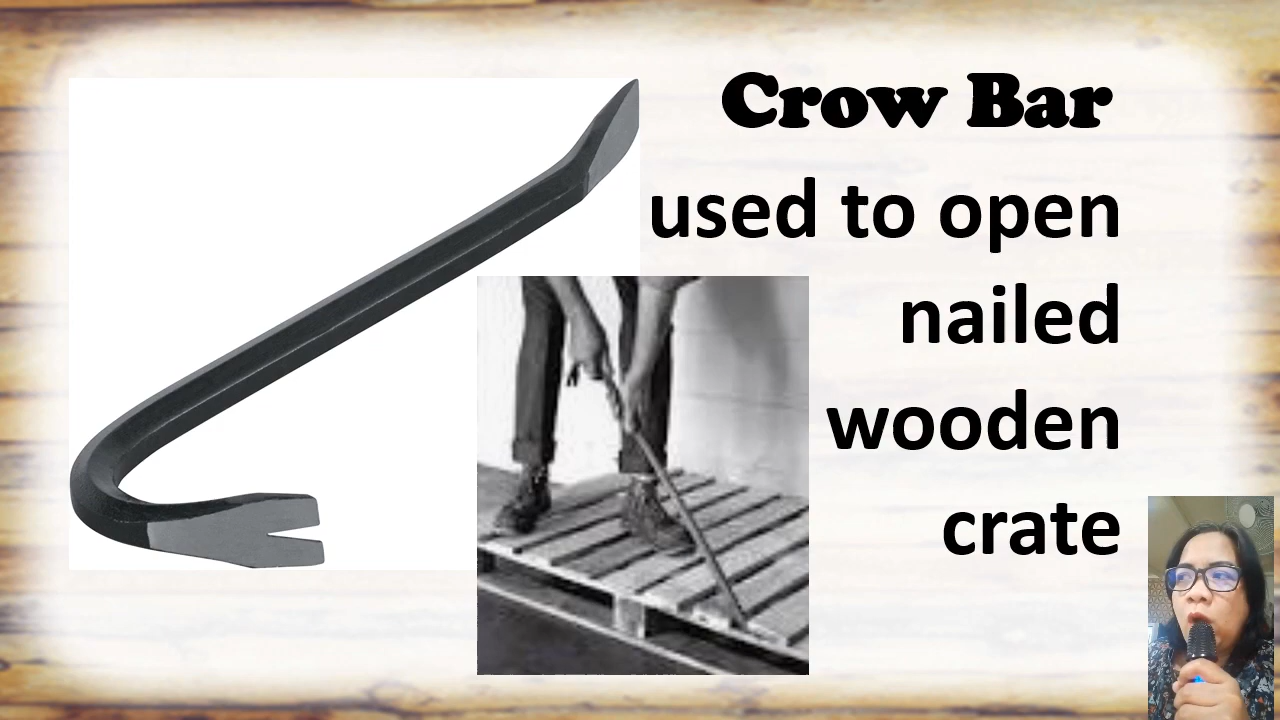 Crow Bar
used to open
nailed
wooden
crate